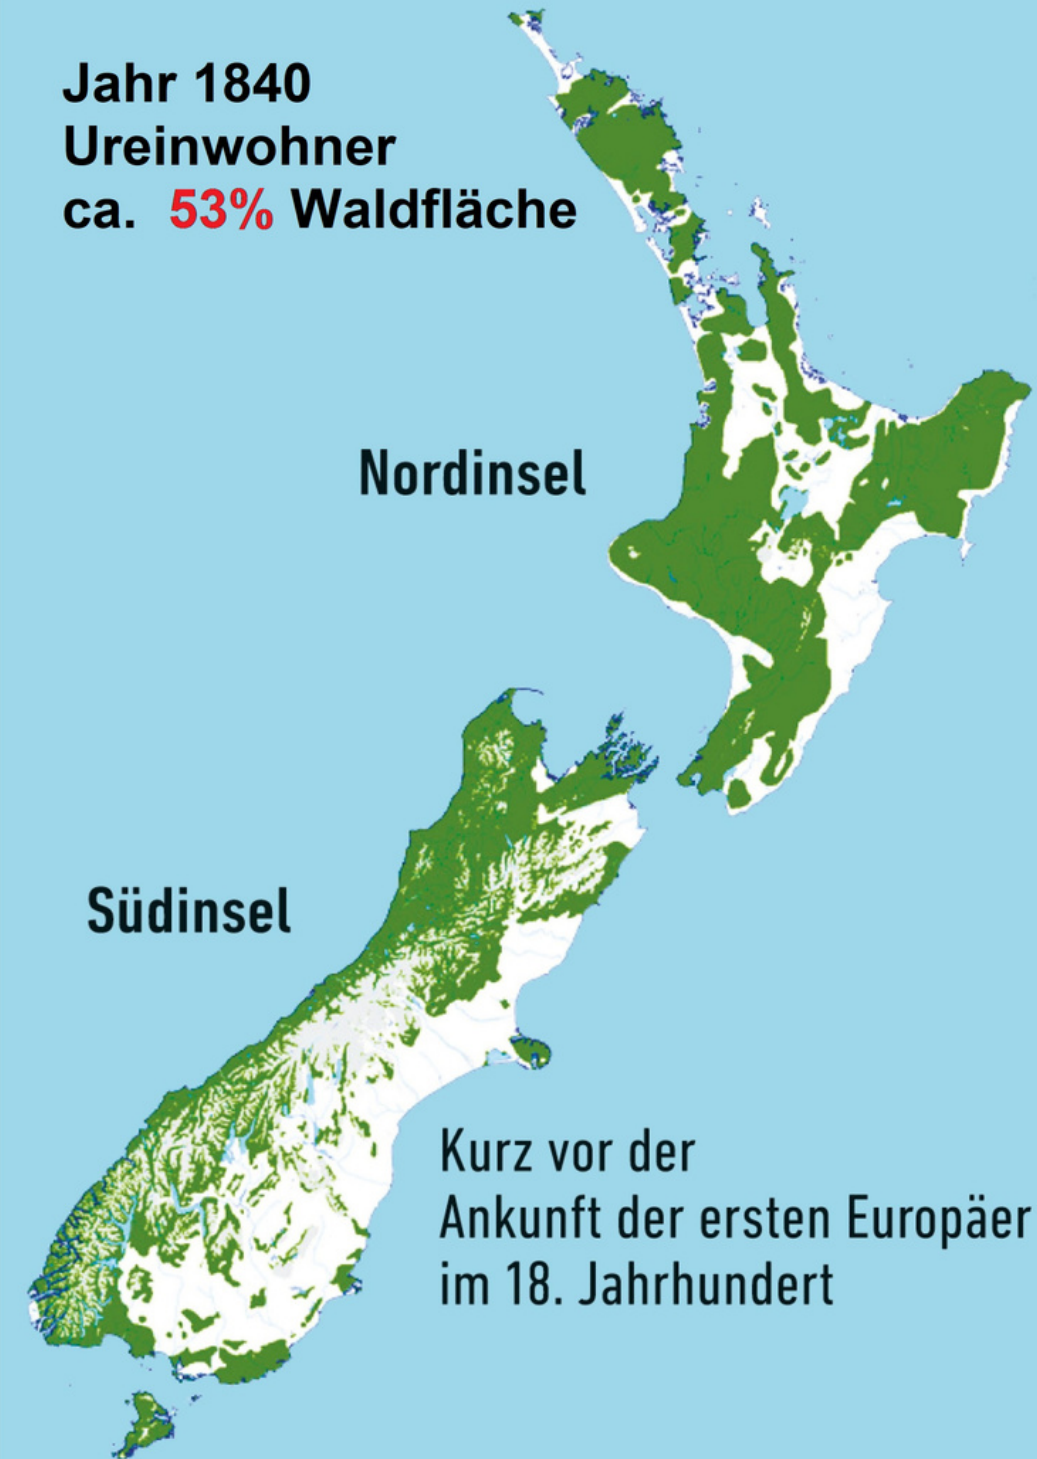 Jahr 1840
Ureinwohner
ca. 53% Waldfläche
Nordinsel
Südinsel
Kurz vor der
Ankunft der ersten Europäer
im 18. Jahrhundert